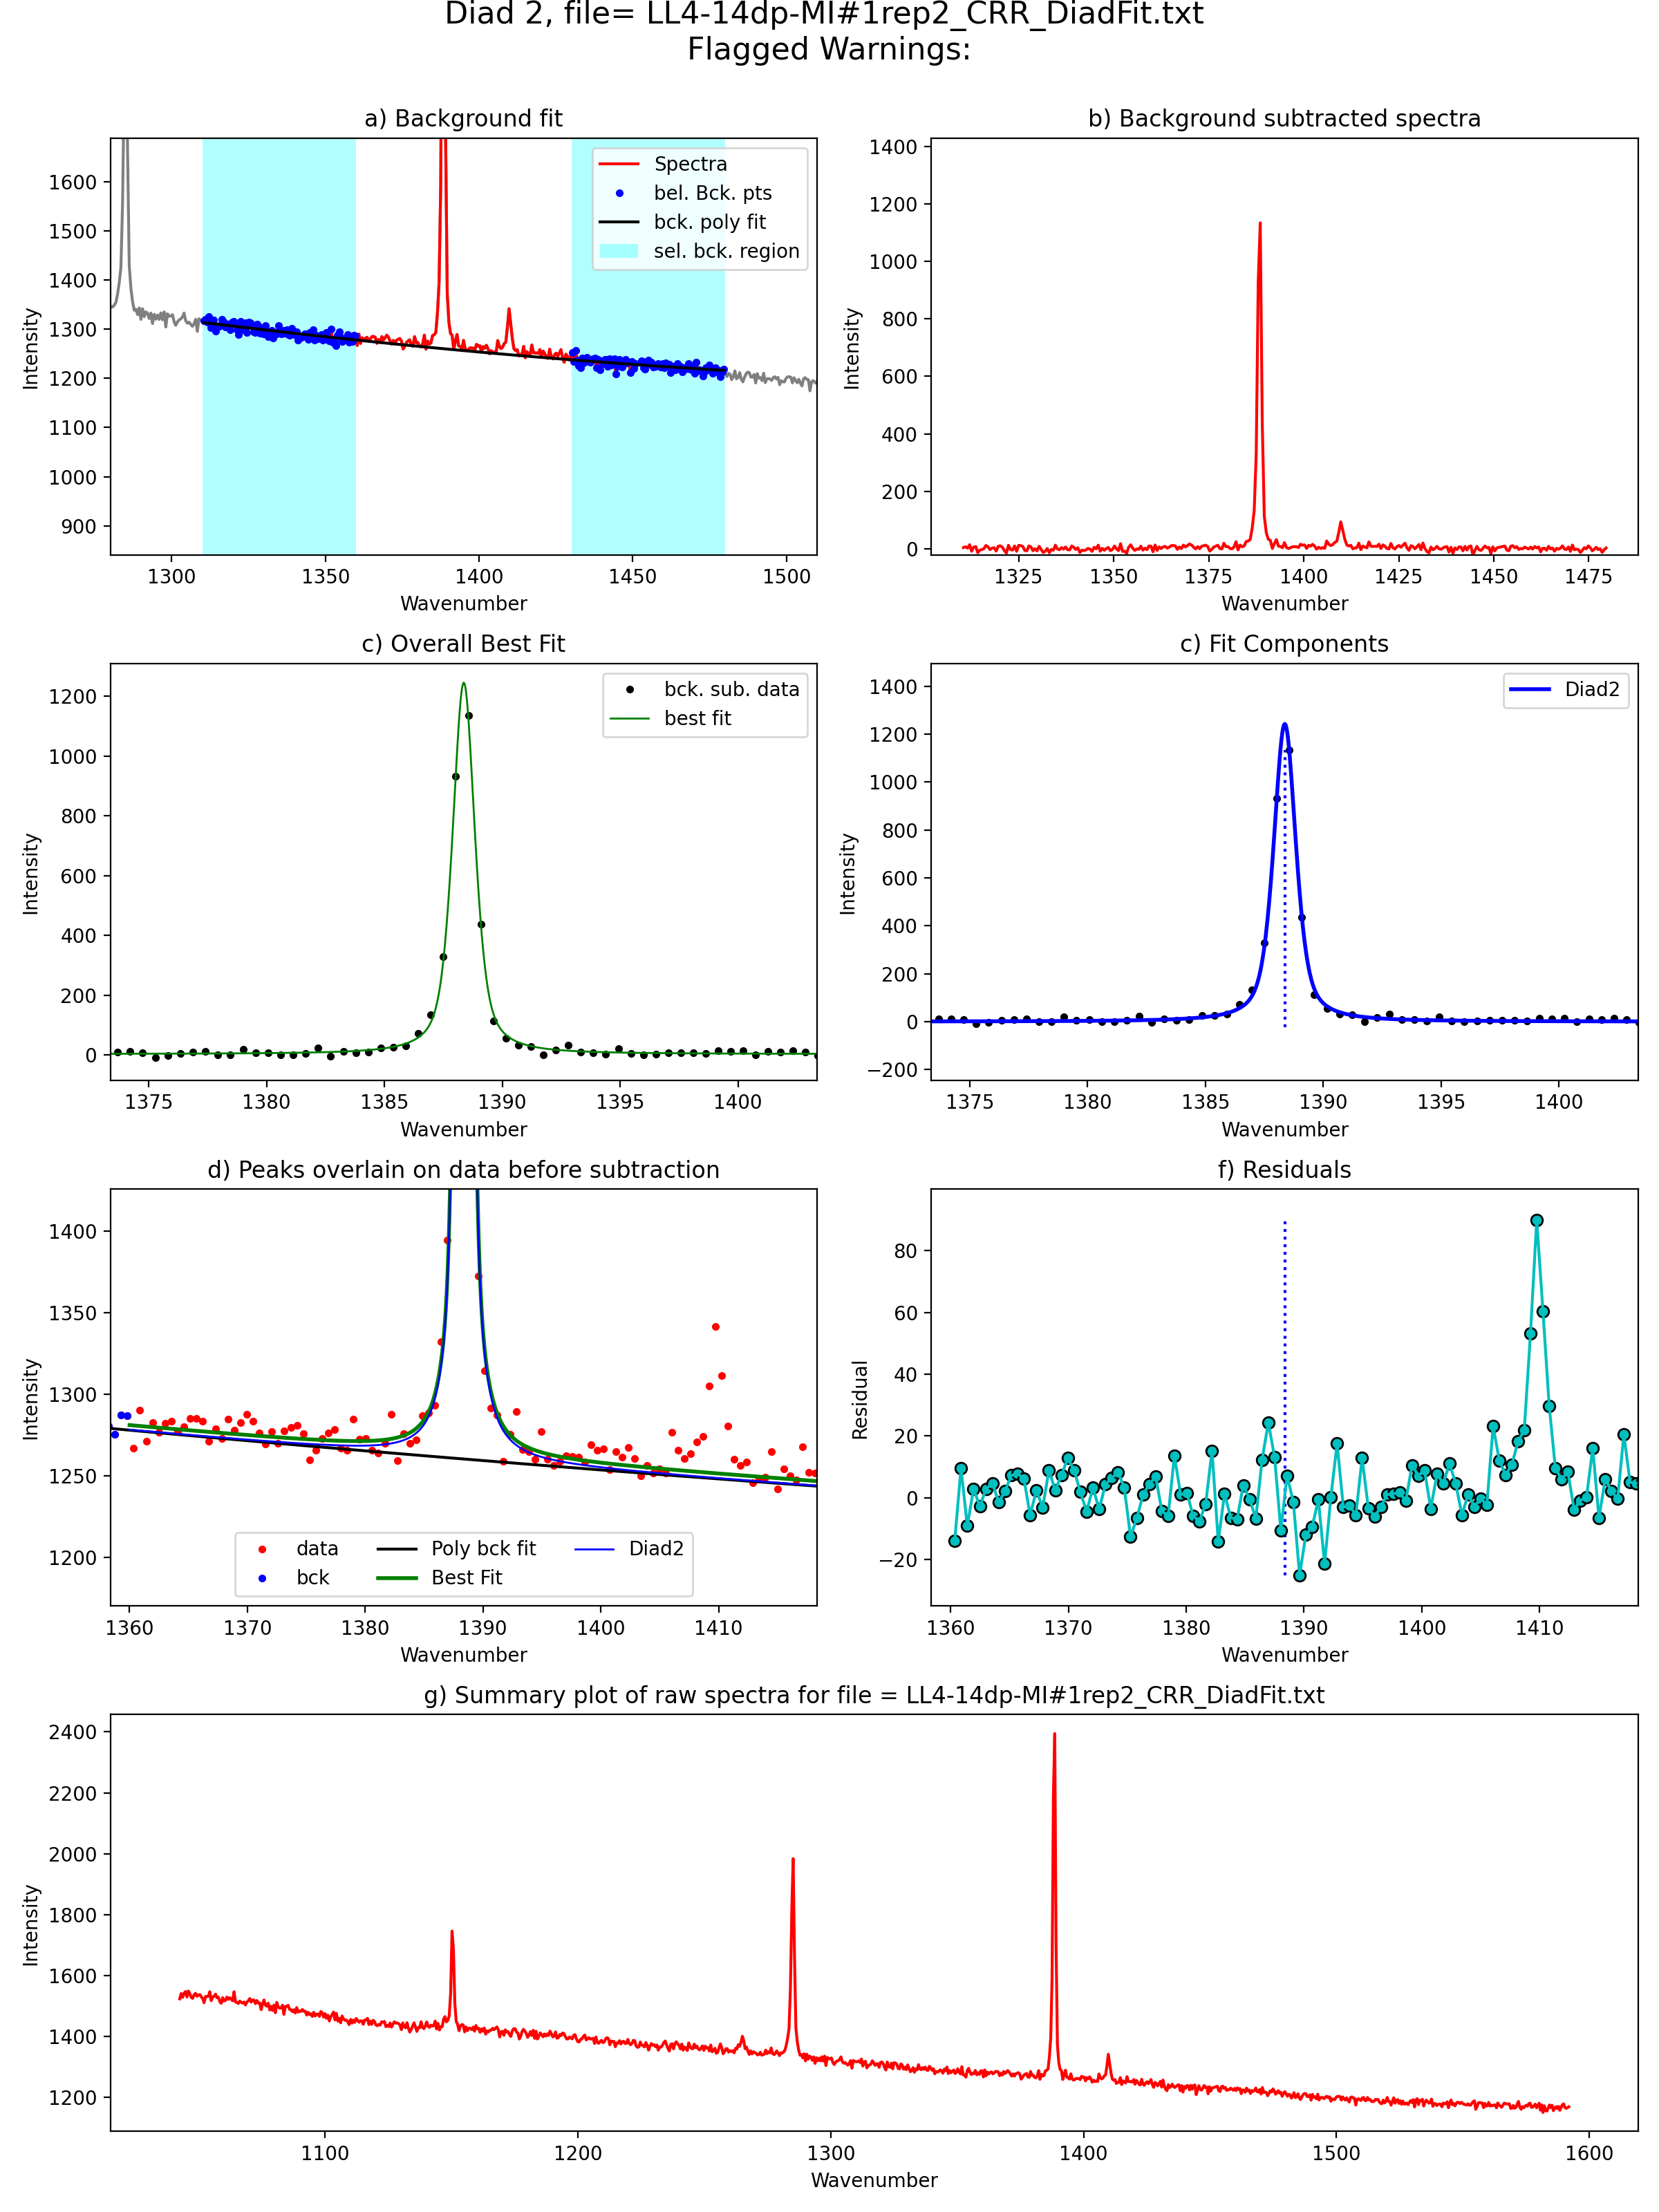 Diad 2, file= LL4-14dp-MI#1rep2_CRR_DiadFit.txt
Flagged Warnings:
a) Background fit
Intensity
1600
1500
1400
1300
1200
1100
1000
900
Spectra
bel. Bck. pts
bck. poly fit
sel. bck. region
1300 1350 1400 1450 1500
Wavenumber
b) Background subtracted spectra
Intensity
1400
1200
1000
800
600
400
200
0
1325 1350 1375 1400 1425 1450 1475
Wavenumber
c) Overall Best Fit
Intensity
1200
1000
800
600
400
200
0
bck. sub. data
best fit
1375 1380 1385 1390 1395 1400
Wavenumber
c) Fit Components
Intensity
1400
1200
1000
800
600
400
200
0
−200
Diad2
1375 1380 1385 1390 1395 1400
Wavenumber
d) Peaks overlain on data before subtraction
Intensity
1400
1350
1300
1250
1200
data Poly bck fit Diad2
bck Best Fit
1360 1370 1380 1390 1400 1410
Wavenumber
f) Residuals
Residual
80
60
40
20
0
−20
1360 1370 1380 1390 1400 1410
Wavenumber
g) Summary plot of raw spectra for file = LL4-14dp-MI#1rep2_CRR_DiadFit.txt
Intensity
2400
2200
2000
1800
1600
1400
1200
1100 1200 1300 1400 1500 1600
Wavenumber